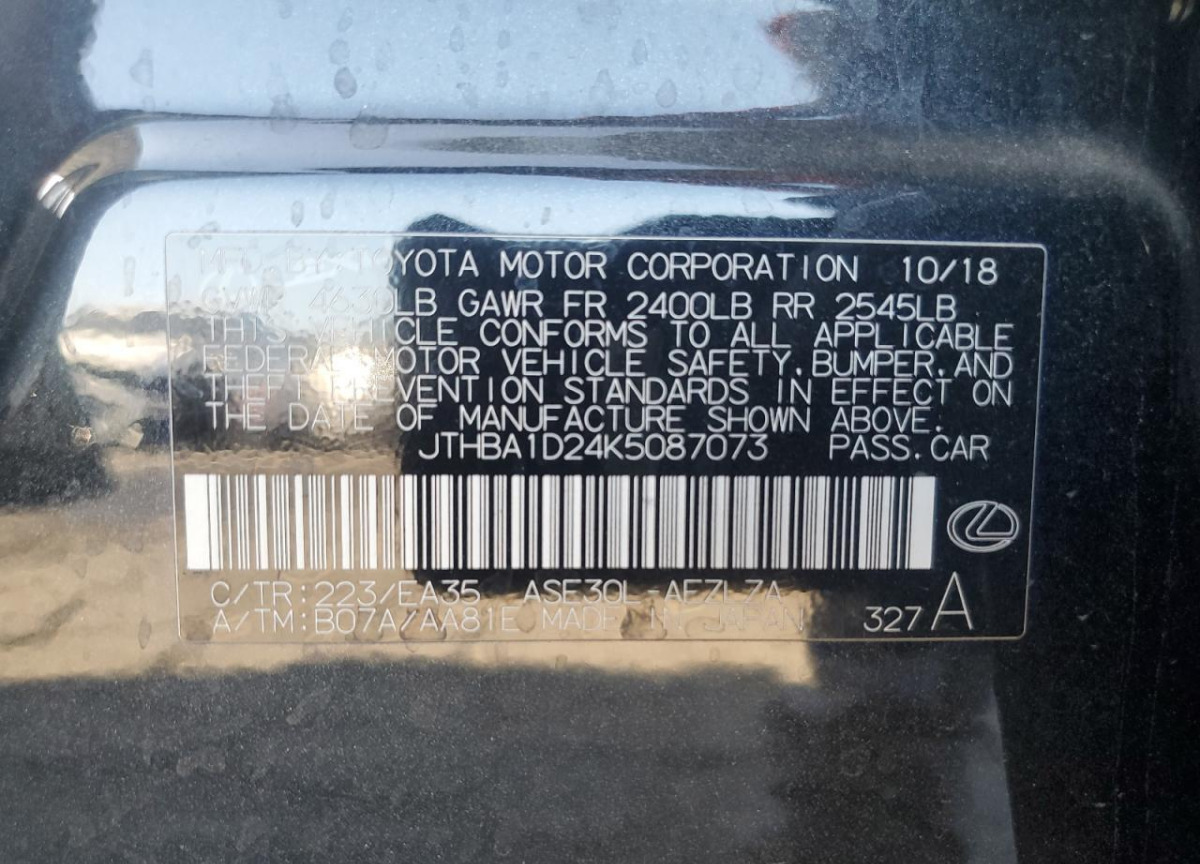 MFD. BY: TOYOTA MOTOR CORPORATION 10/18
GVWR 4630LB GAWR FR 2400LB RR 2545LB
THIS VEHICLE CONFORMS TO ALL APPLICABLE
FEDERAL MOTOR VEHICLE SAFETY, BUMPER, AND
THEFT PREVENTION STANDARDS IN EFFECT ON
THE DATE OF MANUFACTURE SHOWN ABOVE.
JTHBA1D24K5087073 PASS. CAR
C/TR: 223/EA35 ASE30L-AEZLZA
A/TM: B07A/AA81E MADE IN JAPAN 327 A